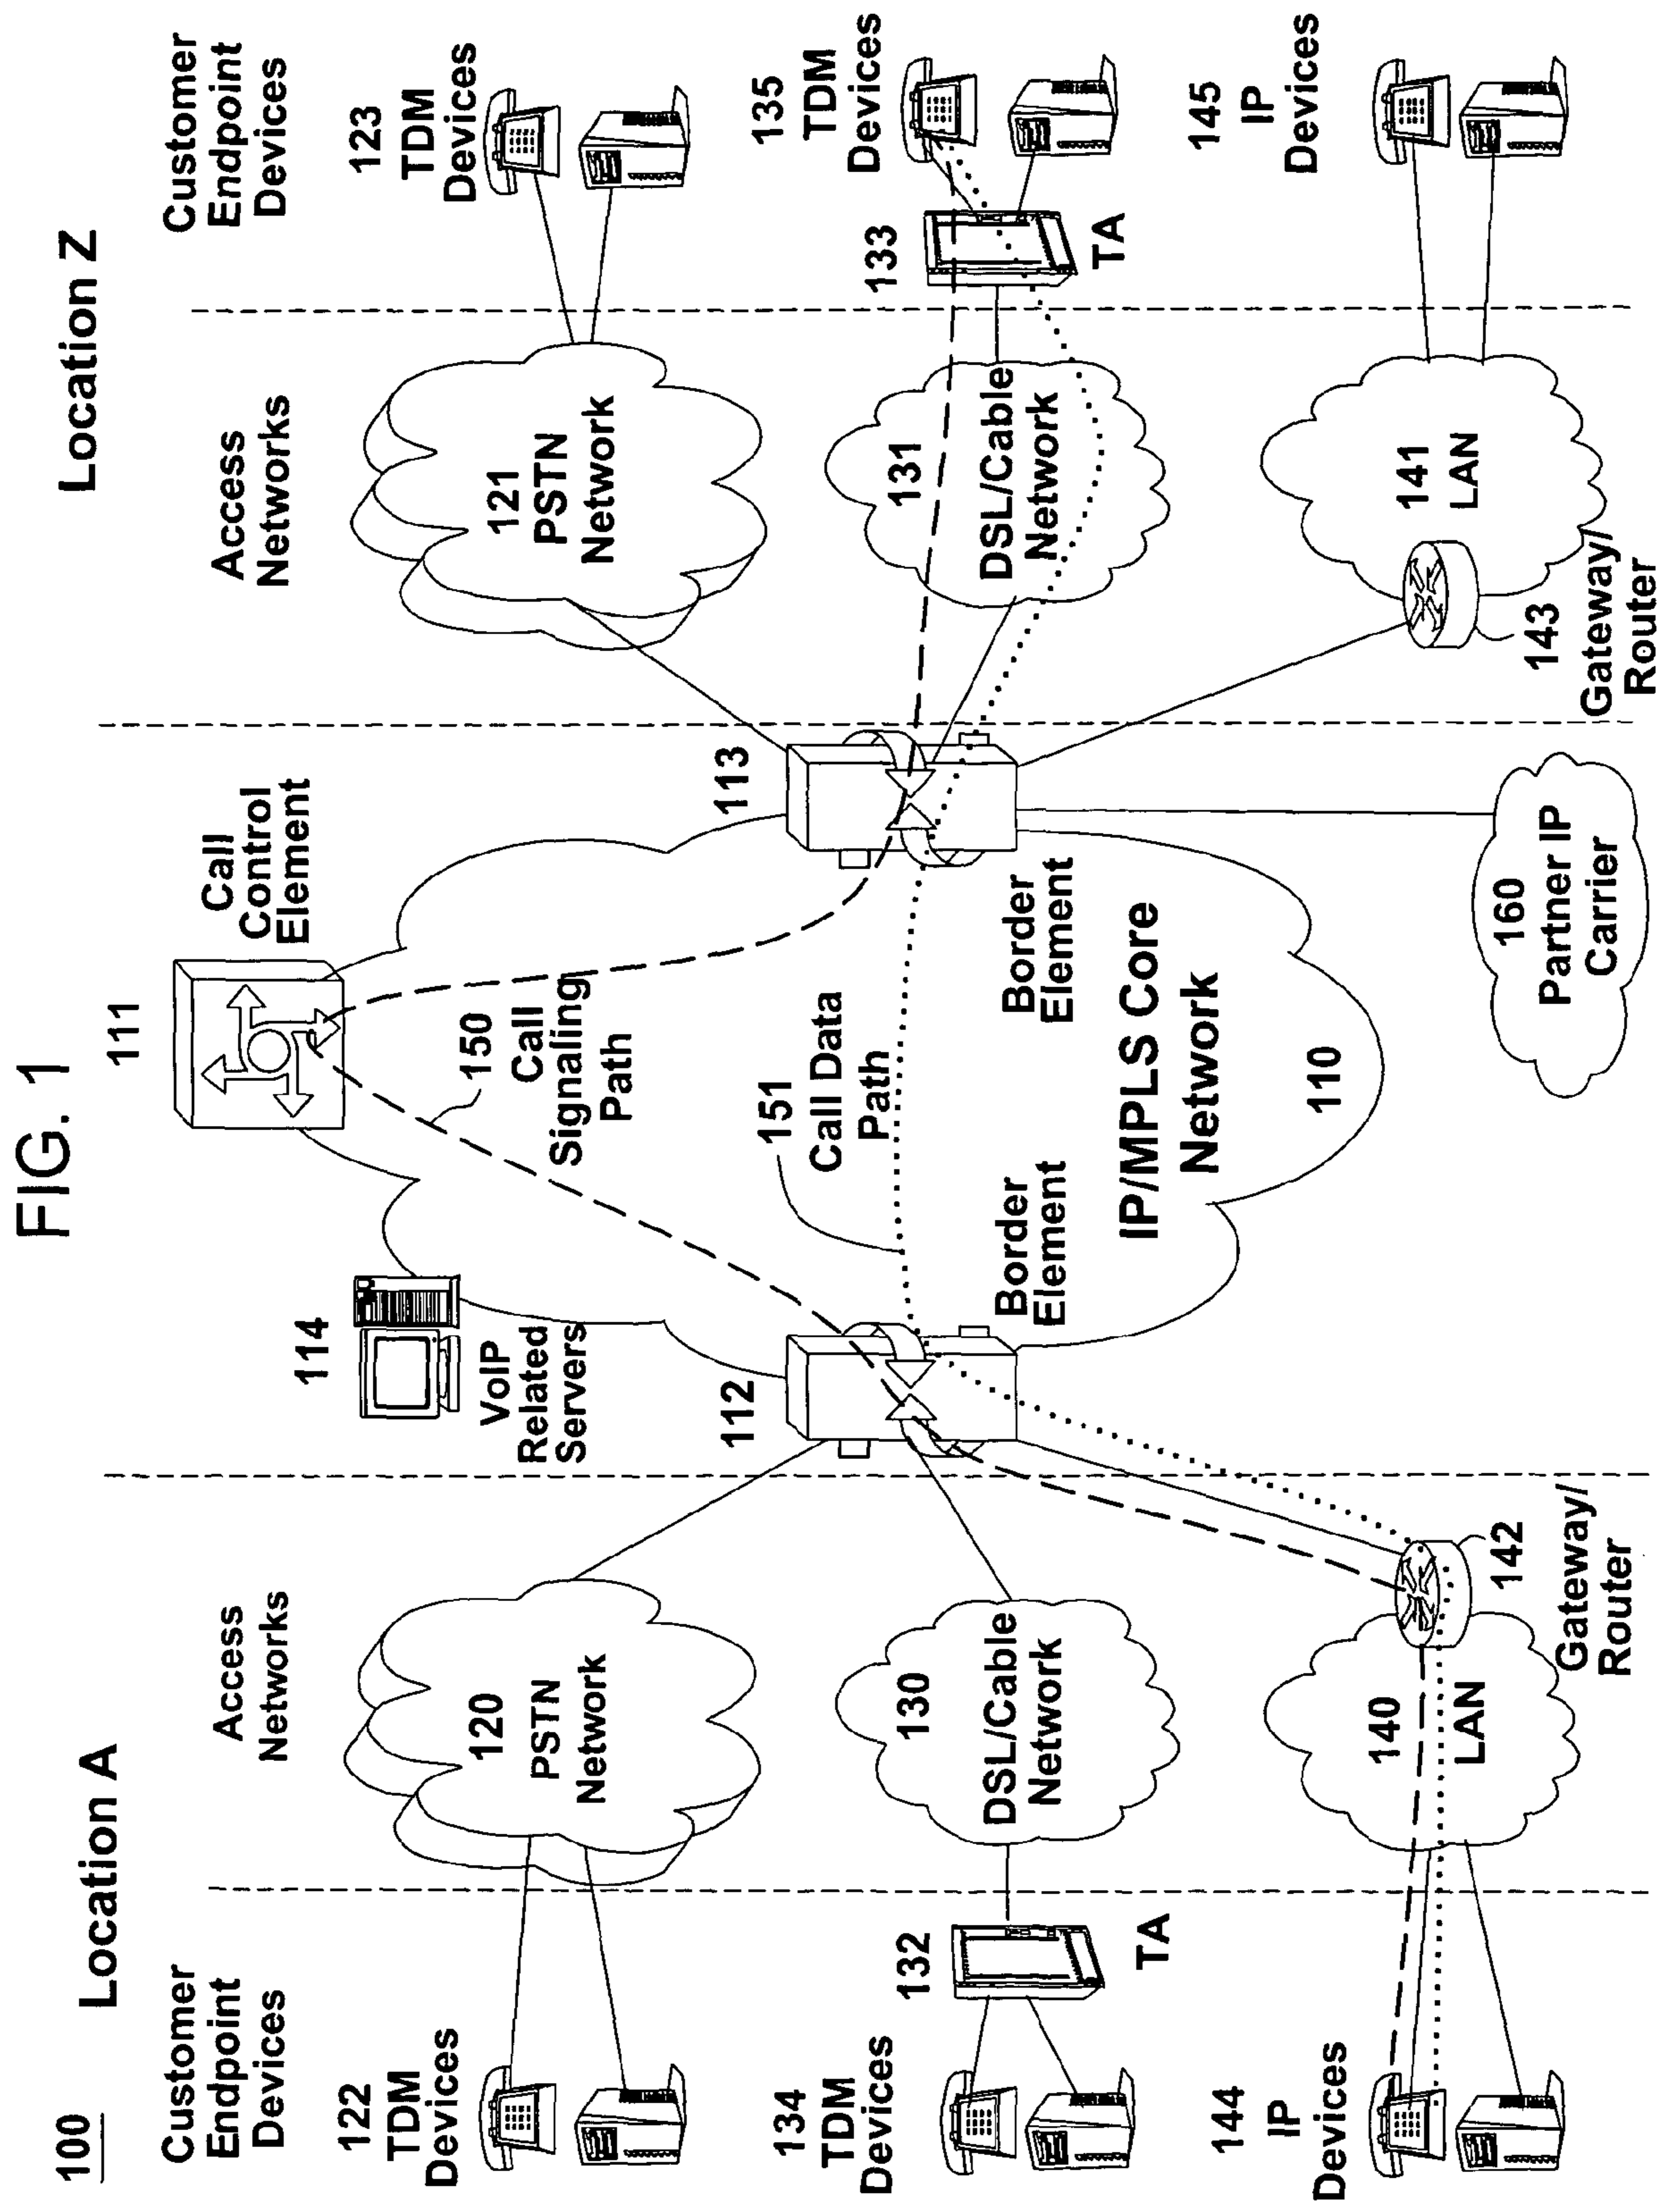 FIG. 1
100
Location A
Location Z
Customer
Endpoint
Devices
Access
Networks
111
Call
Control
Element
Access
Networks
Customer
Endpoint
Devices
122
TDM
Devices
120
PSTN
Network
114
VoIP
Related
Servers
150
Call
Signaling
Path
121
PSTN
Network
123
TDM
Devices
134
TDM
Devices
132
TA
130
DSL/Cable
Network
112
Border
Element
151
Call Data
Path
113
Border
Element
131
DSL/Cable
Network
133
TA
135
TDM
Devices
IP/MPLS Core
Network
110
144
IP
Devices
140
LAN
142
Gateway/
Router
160
Partner IP
Carrier
143
Gateway/
Router
141
LAN
145
IP
Devices